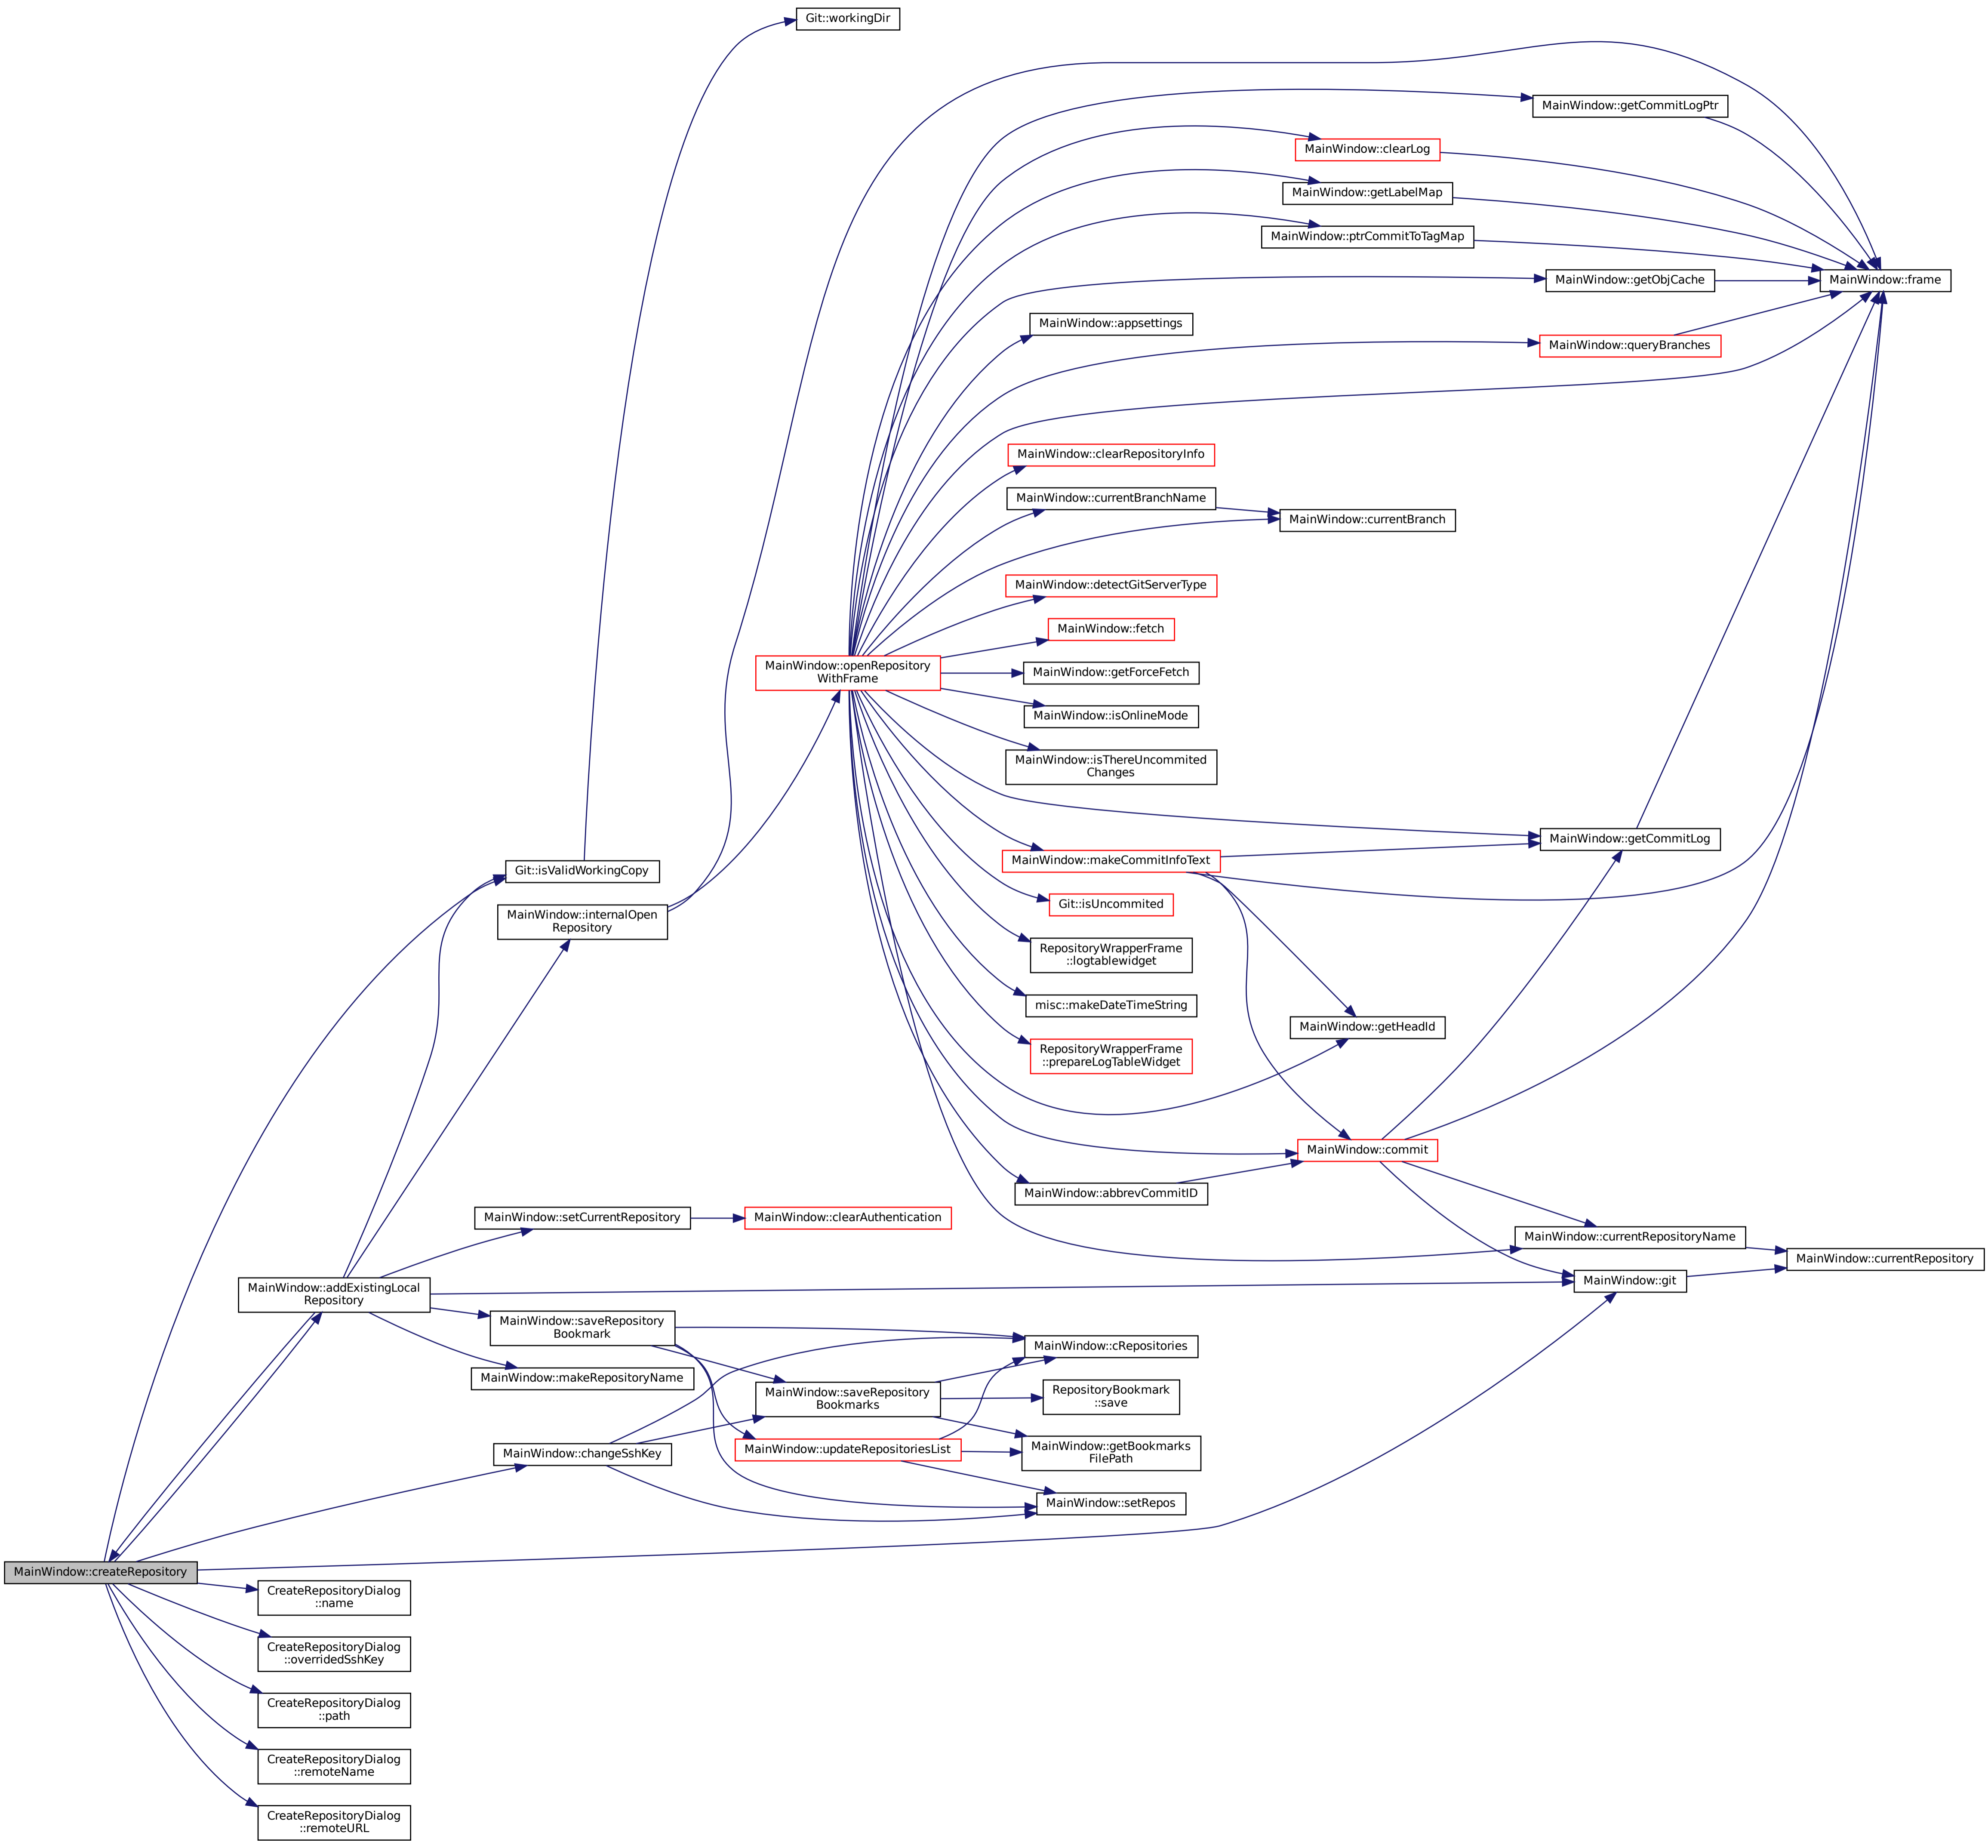 Git::workingDir
MainWindow::getCommitLogPtr
MainWindow::clearLog
MainWindow::getLabelMap
MainWindow::ptrCommitToTagMap
MainWindow::getObjCache
MainWindow::frame
MainWindow::appsettings
MainWindow::queryBranches
MainWindow::clearRepositoryInfo
MainWindow::currentBranchName
MainWindow::currentBranch
MainWindow::detectGitServerType
MainWindow::fetch
MainWindow::openRepository
WithFrame
MainWindow::getForceFetch
MainWindow::isOnlineMode
MainWindow::isThereUncommited
Changes
MainWindow::getCommitLog
MainWindow::makeCommitInfoText
Git::isValidWorkingCopy
Git::isUncommited
MainWindow::internalOpen
Repository
RepositoryWrapperFrame
::logtablewidget
misc::makeDateTimeString
MainWindow::getHeadId
RepositoryWrapperFrame
::prepareLogTableWidget
MainWindow::commit
MainWindow::abbrevCommitID
MainWindow::setCurrentRepository
MainWindow::clearAuthentication
MainWindow::currentRepositoryName
MainWindow::currentRepository
MainWindow::git
MainWindow::addExistingLocal
Repository
MainWindow::saveRepository
Bookmark
MainWindow::cRepositories
MainWindow::makeRepositoryName
MainWindow::saveRepository
Bookmarks
RepositoryBookmark
::save
MainWindow::changeSshKey
MainWindow::updateRepositoriesList
MainWindow::getBookmarks
FilePath
MainWindow::setRepos
MainWindow::createRepository
CreateRepositoryDialog
::name
CreateRepositoryDialog
::overridedSshKey
CreateRepositoryDialog
::path
CreateRepositoryDialog
::remoteName
CreateRepositoryDialog
::remoteURL